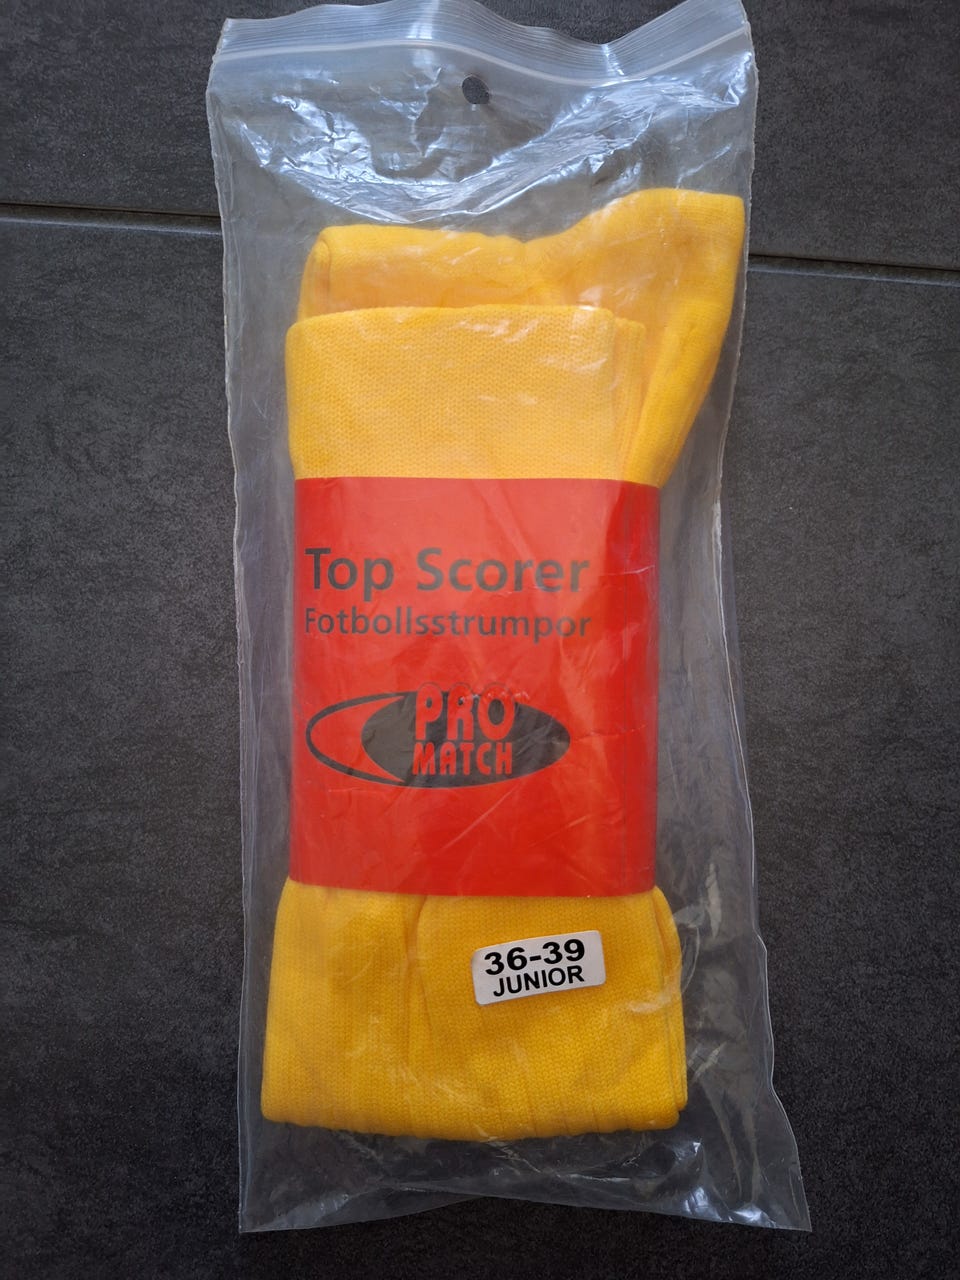 Top Scorer
Fotbollsstrumpor
PRO
MATCH
36-39
JUNIOR